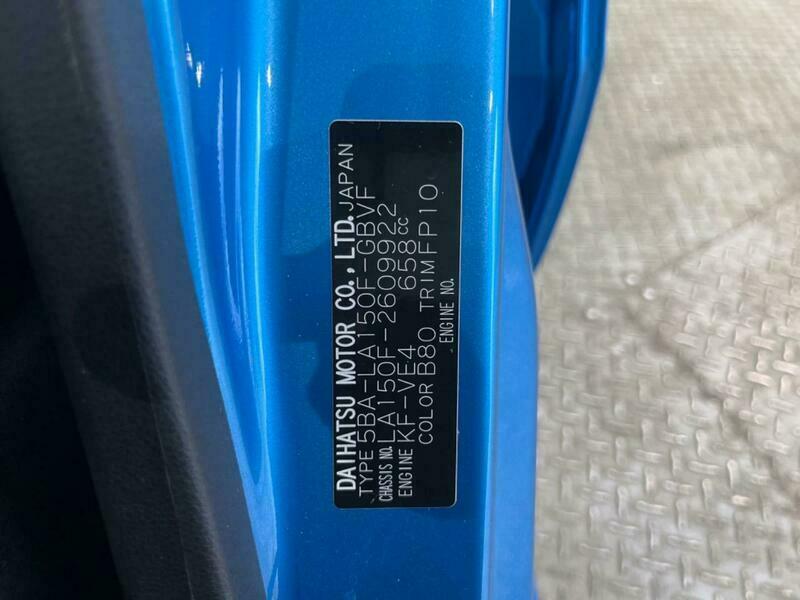 DAIHATSU MOTOR CO., LTD. JAPAN
TYPE 5BA-LA150F-GBVF
CHASSIS NO. LA150F-2609922
ENGINE KF-VE4 658cc
COLOR B80 TRIM FP10
ENGINE NO.